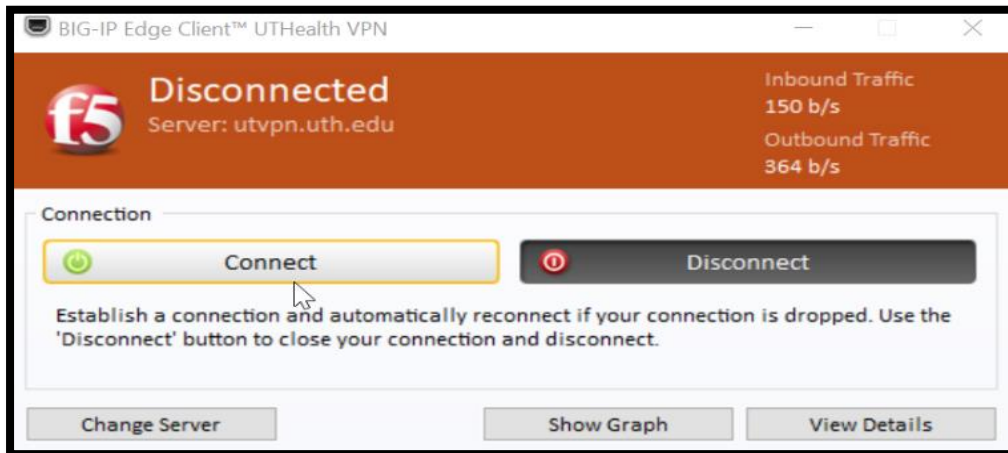 BIG-IP Edge Client™ UTHealth VPN
f5
Disconnected
Server: utvpn.uth.edu
Inbound Traffic
150 b/s
Outbound Traffic
364 b/s
Connection
Connect
Disconnect
Establish a connection and automatically reconnect if your connection is dropped. Use the
'Disconnect' button to close your connection and disconnect.
Change Server
Show Graph
View Details